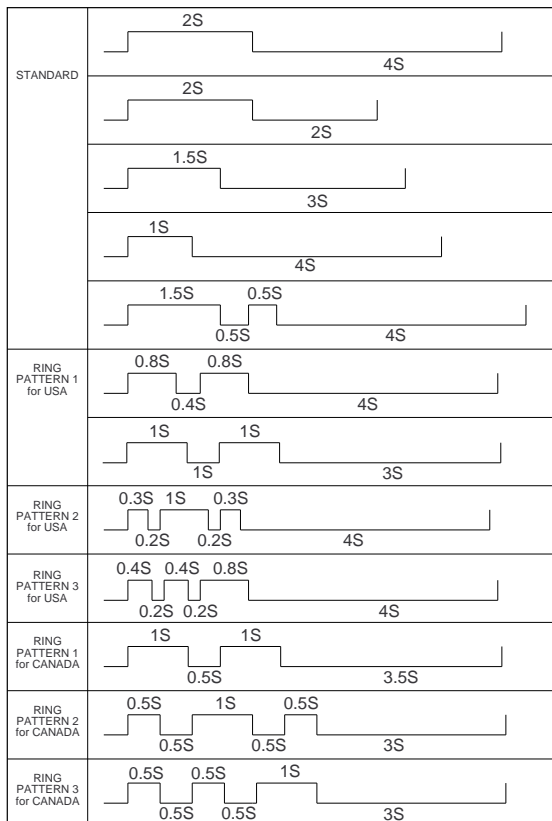 2S
4S
STANDARD
2S
2S
1.5S
3S
1S
4S
1.5S 0.5S
0.5S 4S
RING
PATTERN 1
for USA
0.8S 0.8S
0.4S 4S
1S 1S
1S 3S
RING
PATTERN 2
for USA
0.3S 1S 0.3S
0.2S 0.2S 4S
RING
PATTERN 3
for USA
0.4S 0.4S 0.8S
0.2S 0.2S 4S
RING
PATTERN 1
for CANADA
1S 1S
0.5S 3.5S
RING
PATTERN 2
for CANADA
0.5S 1S 0.5S
0.5S 0.5S 3S
RING
PATTERN 3
for CANADA
0.5S 0.5S 1S
0.5S 0.5S 3S